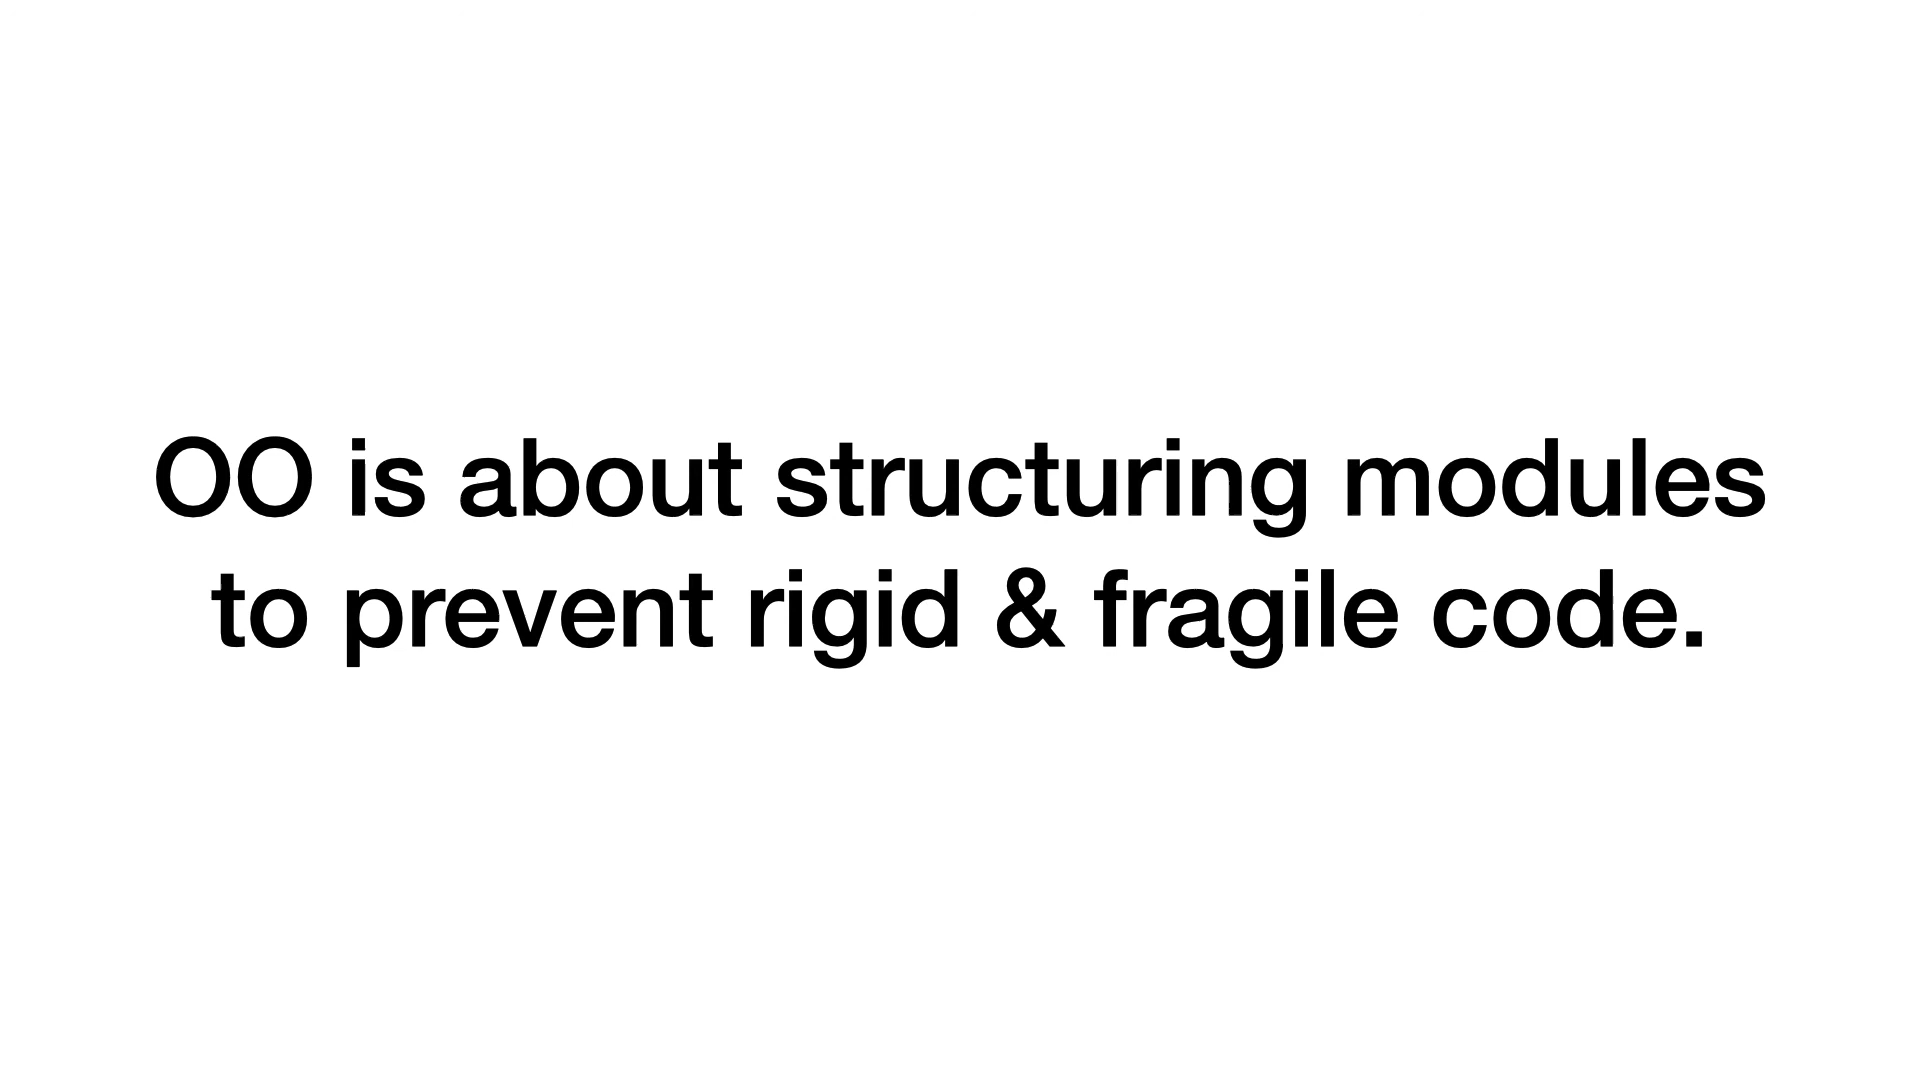 OO is about structuring modules
to prevent rigid & fragile code.